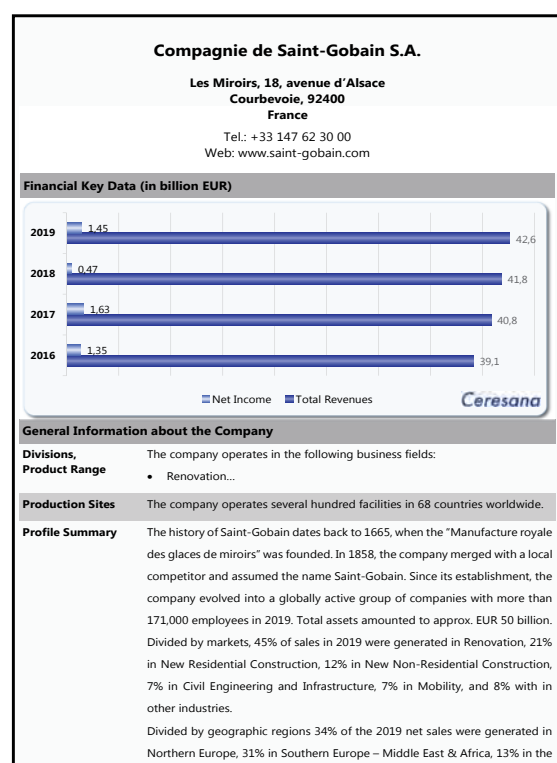 Compagnie de Saint-Gobain S.A.
Les Miroirs, 18, avenue d'Alsace
Courbevoie, 92400
France
Tel.: +33 147 62 30 00
Web: www.saint-gobain.com
Financial Key Data (in billion EUR)
2019 1,45 42,6
2018 0,47 41,8
2017 1,63 40,8
2016 1,35 39,1
Net Income Total Revenues Ceresana
General Information about the Company
Divisions, Product Range
The company operates in the following business fields:
• Renovation...
Production Sites The company operates several hundred facilities in 68 countries worldwide.
Profile Summary The history of Saint-Gobain dates back to 1665, when the "Manufacture royale
des glaces de miroirs" was founded. In 1858, the company merged with a local
competitor and assumed the name Saint-Gobain. Since its establishment, the
company evolved into a globally active group of companies with more than
171,000 employees in 2019. Total assets amounted to approx. EUR 50 billion.
Divided by markets, 45% of sales in 2019 were generated in Renovation, 21%
in New Residential Construction, 12% in New Non-Residential Construction,
7% in Civil Engineering and Infrastructure, 7% in Mobility, and 8% with in
other industries.
Divided by geographic regions 34% of the 2019 net sales were generated in
Northern Europe, 31% in Southern Europe – Middle East & Africa, 13% in the